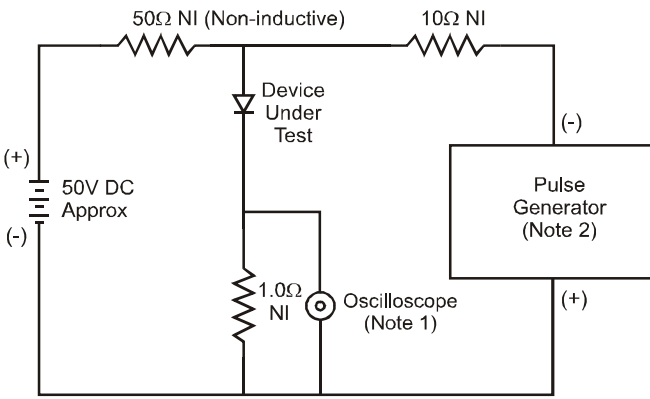 50Ω NI (Non-inductive)
10Ω NI
Device
Under
Test
(-)
(+)
50V DC
Approx
(-)
Pulse
Generator
(Note 2)
1.0Ω
NI
Oscilloscope
(Note 1)
(+)